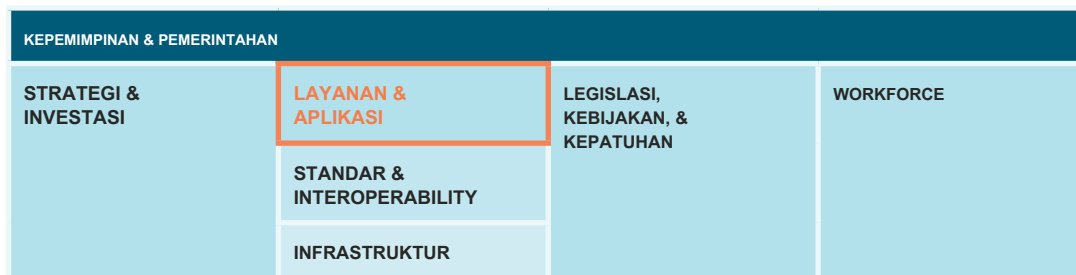 KEPEMIMPINAN & PEMERINTAHAN
STRATEGI &
INVESTASI
LAYANAN &
APLIKASI
STANDAR &
INTEROPERABILITY
INFRASTRUKTUR
LEGISLASI,
KEBIJAKAN, &
KEPATUHAN
WORKFORCE